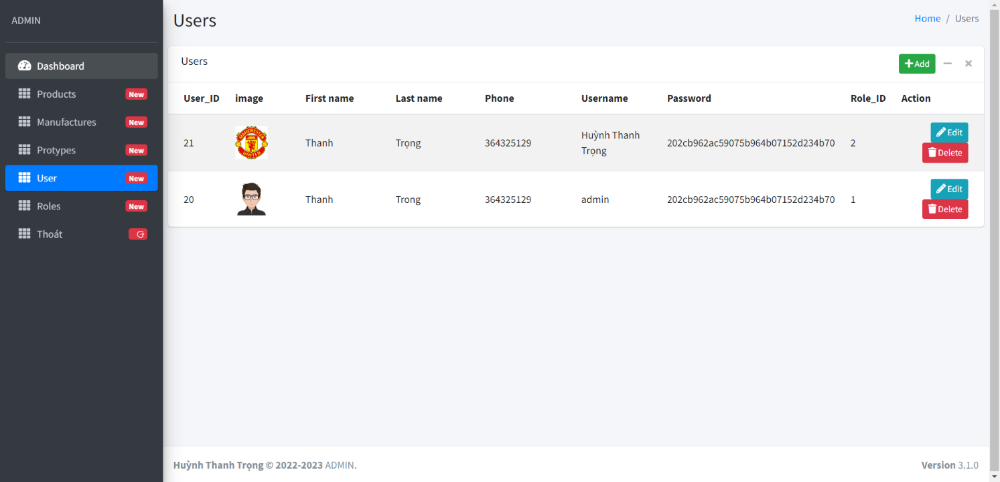 ADMIN
Dashboard
Products New
Manufactures New
Protypes New
User New
Roles New
Thoát
Users
Home / Users
Users
Add
User_ID image First name Last name Phone Username Password Role_ID Action
21 MANCHESTER UNITED Thanh Trọng 364325129 Huỳnh Thanh Trọng 202cb962ac59075b964b07152d234b70 2 Edit Delete
20 Thanh Trong 364325129 admin 202cb962ac59075b964b07152d234b70 1 Edit Delete
Huỳnh Thanh Trọng © 2022-2023 ADMIN.
Version 3.1.0